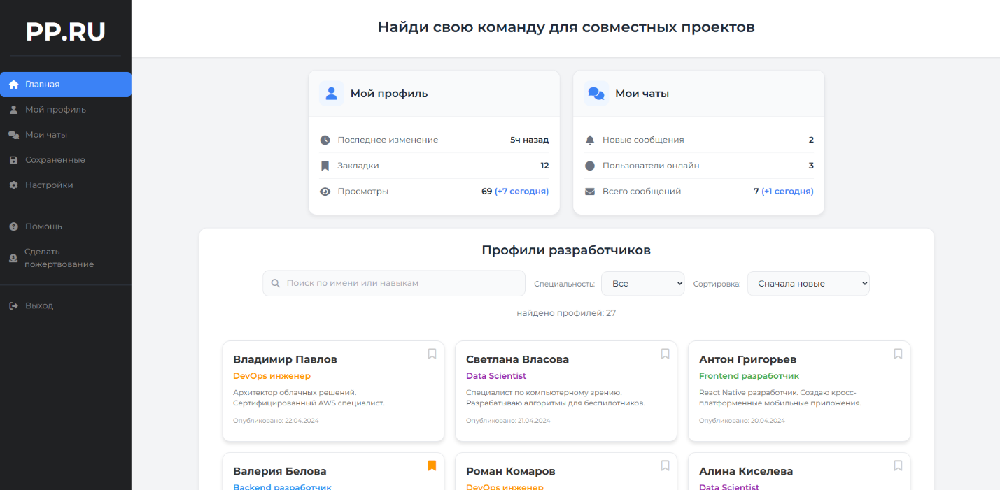 PP.RU
Главная
Мой профиль
Мои чаты
Сохраненные
Настройки
Помощь
Сделать
пожертвование
Выход
Найди свою команду для совместных проектов
Мой профиль
Последнее изменение 5ч назад
Закладки 12
Просмотры 69 (+7 сегодня)
Мои чаты
Новые сообщения 2
Пользователи онлайн 3
Всего сообщений 7 (+1 сегодня)
Профили разработчиков
Поиск по имени или навыкам Специальность: Все Сортировка: Сначала новые
найдено профилей: 27
Владимир Павлов
DevOps инженер
Архитектор облачных решений.
Сертифицированный AWS специалист.
Опубликовано: 22.04.2024
Светлана Власова
Data Scientist
Специалист по компьютерному зрению.
Разрабатываю алгоритмы для беспилотников.
Опубликовано: 21.04.2024
Антон Григорьев
Frontend разработчик
React Native разработчик. Создаю кросс-
платформенные мобильные приложения.
Опубликовано: 20.04.2024
Валерия Белова
Backend разработчик
Роман Комаров
DevOps инженер
Алина Киселева
Data Scientist